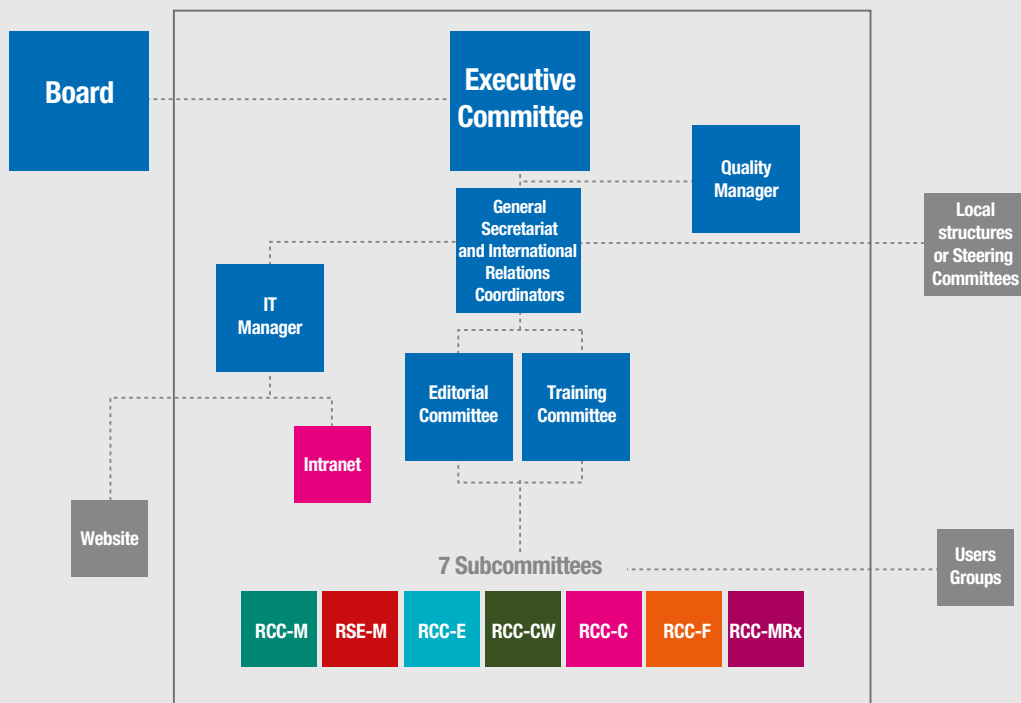 Board
Executive
Committee
Quality
Manager
General
Secretariat
and International
Relations
Coordinators
Local
structures
or Steering
Committees
IT
Manager
Editorial
Committee
Training
Committee
Intranet
Website
7 Subcommittees
Users
Groups
RCC-M
RSE-M
RCC-E
RCC-CW
RCC-C
RCC-F
RCC-MRx